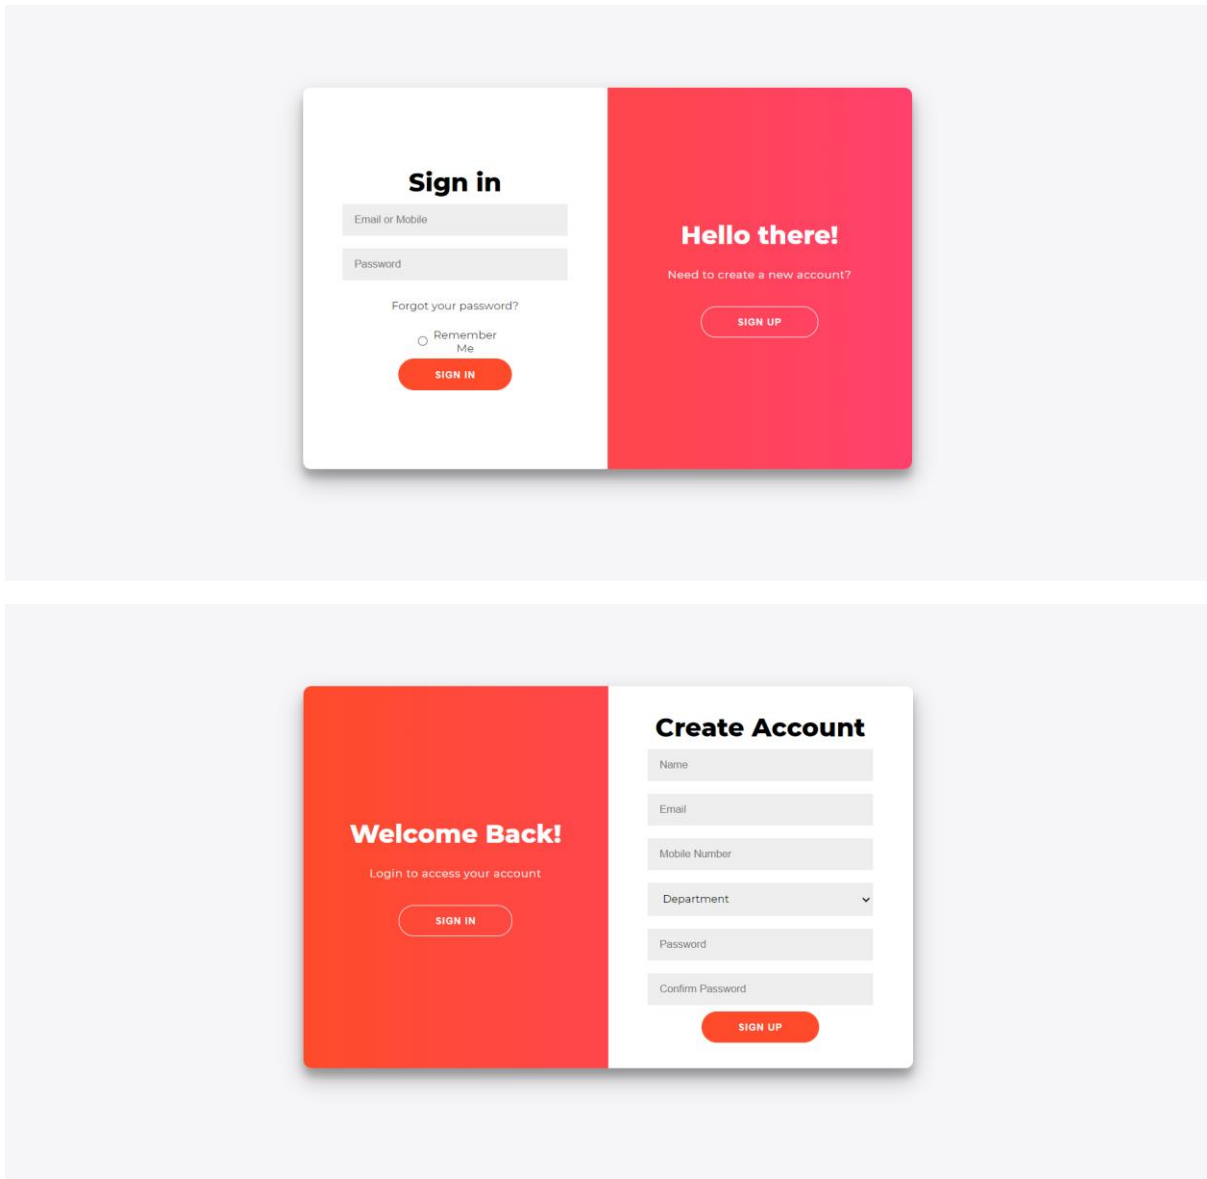 Sign in
Email or Mobile
Password
Forgot your password?
Remember
Me
SIGN IN
Hello there!
Need to create a new account?
SIGN UP
Welcome Back!
Login to access your account
SIGN IN
Create Account
Name
Email
Mobile Number
Department
Password
Confirm Password
SIGN UP